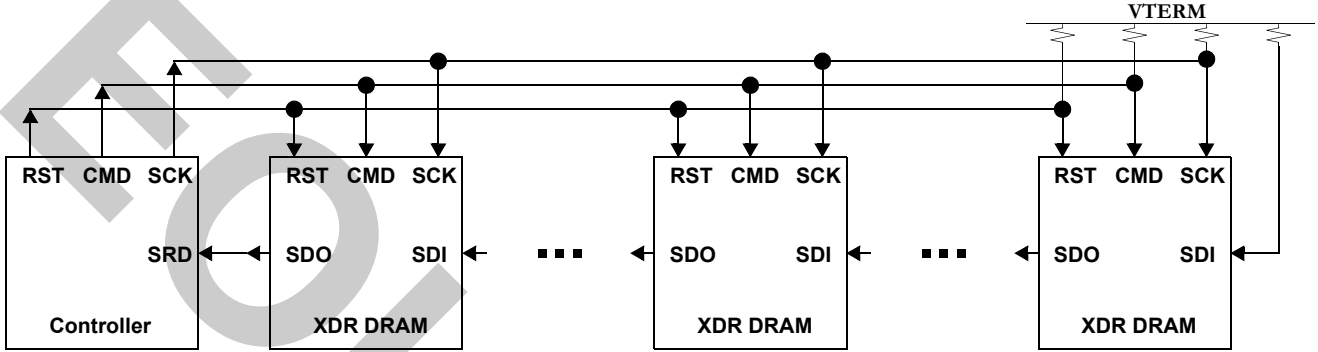 VTERM
RST CMD SCK RST CMD SCK RST CMD SCK RST CMD SCK
SRD SDO SDI SDO SDI SDO SDI
Controller XDR DRAM XDR DRAM XDR DRAM